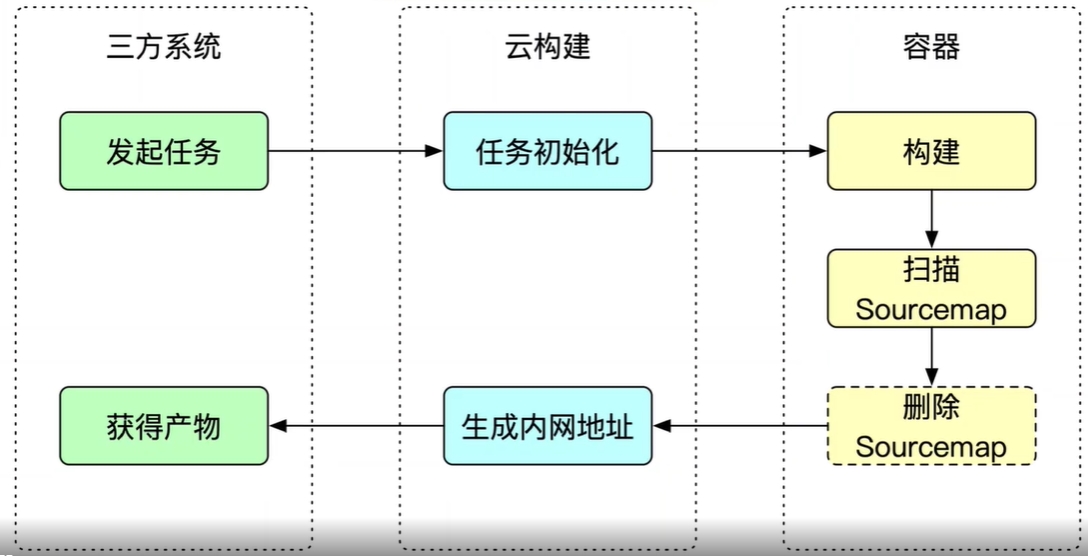 三方系统
云构建
容器
发起任务
任务初始化
构建
扫描
Sourcemap
获得产物
生成内网地址
删除
Sourcemap